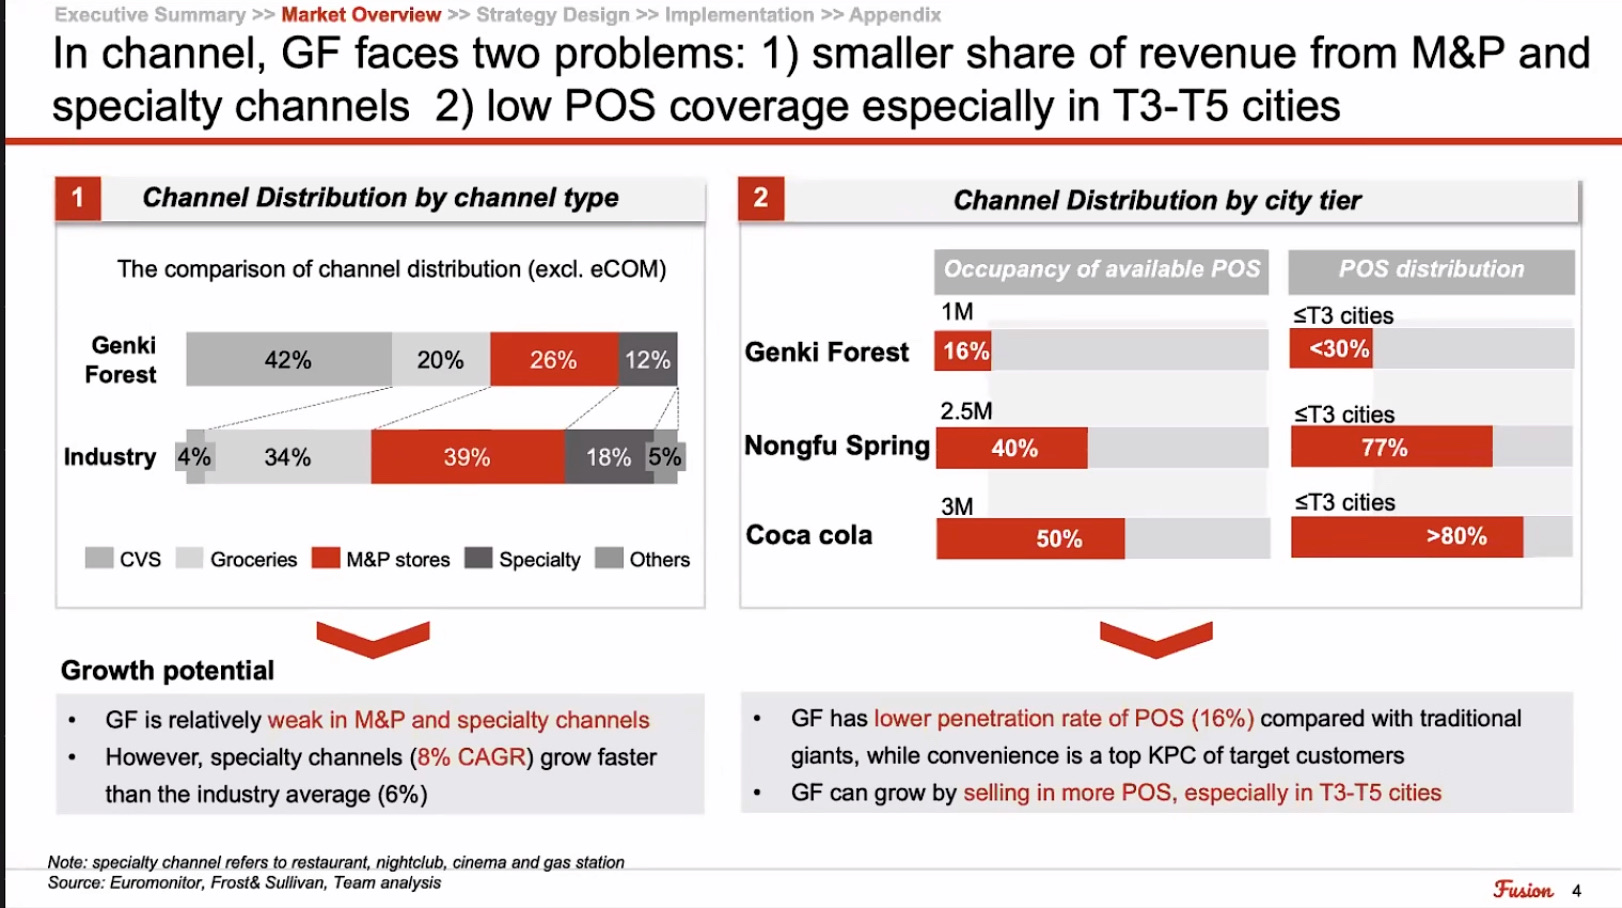 Executive Summary >> Market Overview >> Strategy Design >> Implementation >> Appendix
In channel, GF faces two problems: 1) smaller share of revenue from M&P and
specialty channels 2) low POS coverage especially in T3-T5 cities
1 Channel Distribution by channel type
The comparison of channel distribution (excl. eCOM)
Genki
Forest
42% 20% 26% 12%
Industry 4% 34% 39% 18% 5%
CVS Groceries M&P stores Specialty Others
Growth potential
• GF is relatively weak in M&P and specialty channels
• However, specialty channels (8% CAGR) grow faster
than the industry average (6%)
2 Channel Distribution by city tier
Occupancy of available POS POS distribution
1M ≤T3 cities
Genki Forest 16% <30%
2.5M ≤T3 cities
Nongfu Spring 40% 77%
3M ≤T3 cities
Coca cola 50% >80%
• GF has lower penetration rate of POS (16%) compared with traditional
giants, while convenience is a top KPC of target customers
• GF can grow by selling in more POS, especially in T3-T5 cities
Note: specialty channel refers to restaurant, nightclub, cinema and gas station
Source: Euromonitor, Frost& Sullivan, Team analysis
Fusion 4